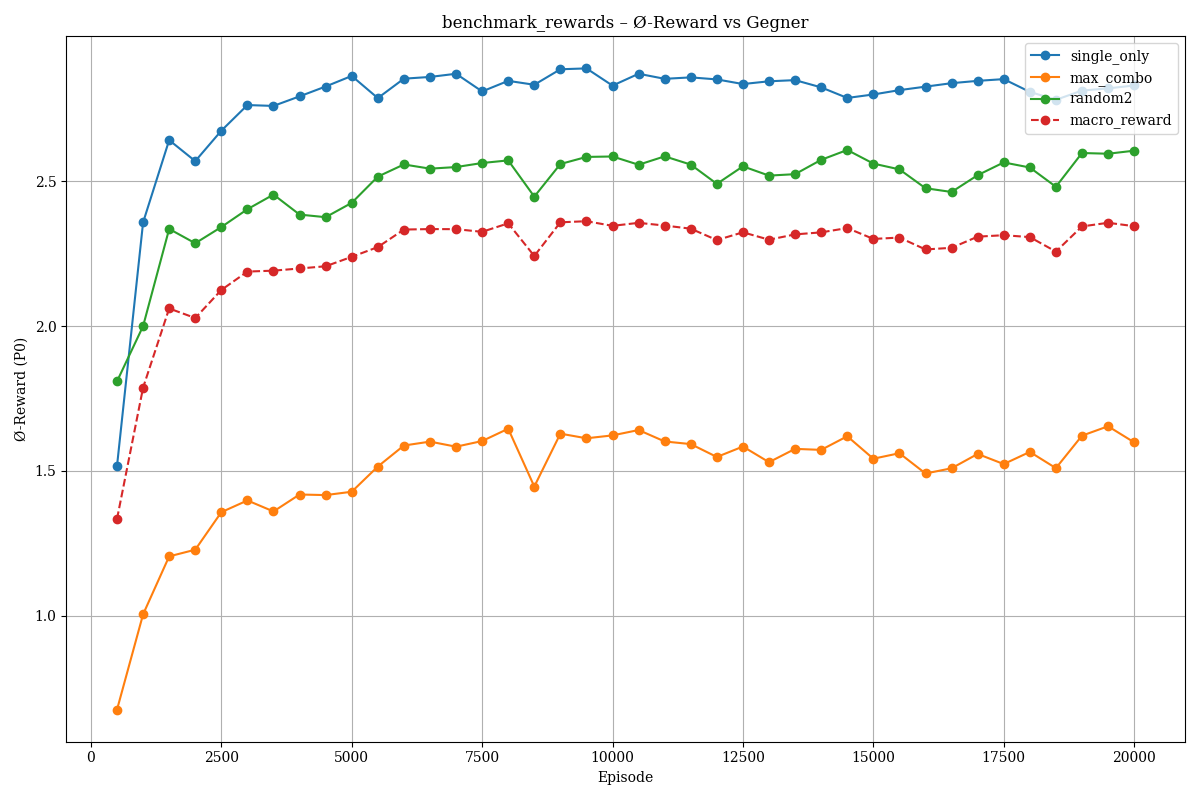 benchmark_rewards – Ø-Reward vs Gegner
single_only
max_combo
random2
macro_reward
Ø-Reward (P0)
2.5
2.0
1.5
1.0
0 2500 5000 7500 10000 12500 15000 17500 20000
Episode